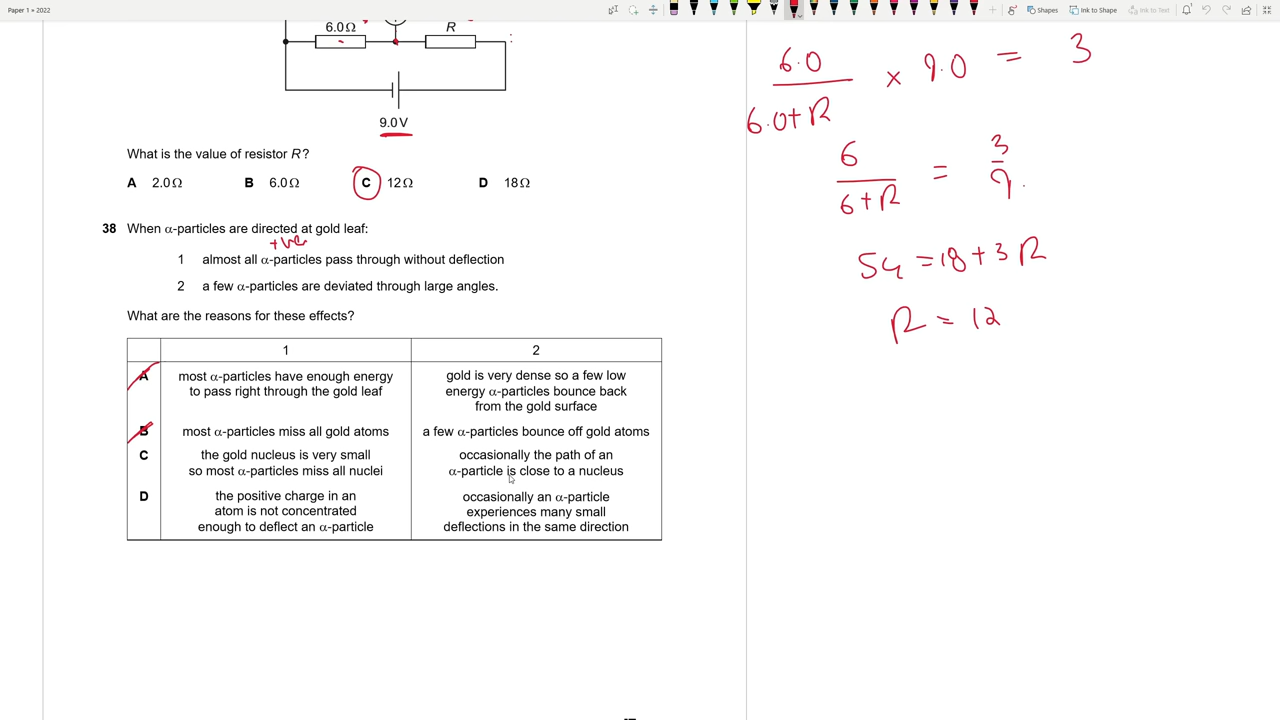 Paper 1 • 2022
Shapes
Ink to Shape
Ink to Text
6.0 Ω
R
9.0 V
What is the value of resistor R?
A 2.0 Ω B 6.0 Ω C 12 Ω D 18 Ω
38 When α-particles are directed at gold leaf:
+ve
1 almost all α-particles pass through without deflection
2 a few α-particles are deviated through large angles.
What are the reasons for these effects?
1 2
A most α-particles have enough energy to pass right through the gold leaf
gold is very dense so a few low energy α-particles bounce back from the gold surface
B most α-particles miss all gold atoms
a few α-particles bounce off gold atoms
C the gold nucleus is very small so most α-particles miss all nuclei
occasionally the path of an α-particle is close to a nucleus
D the positive charge in an atom is not concentrated enough to deflect an α-particle
occasionally an α-particle experiences many small deflections in the same direction
6.0 / 6.0+R × 9.0 = 3
6 / 6+R = 3 / 9
54 = 18 + 3R
R = 12